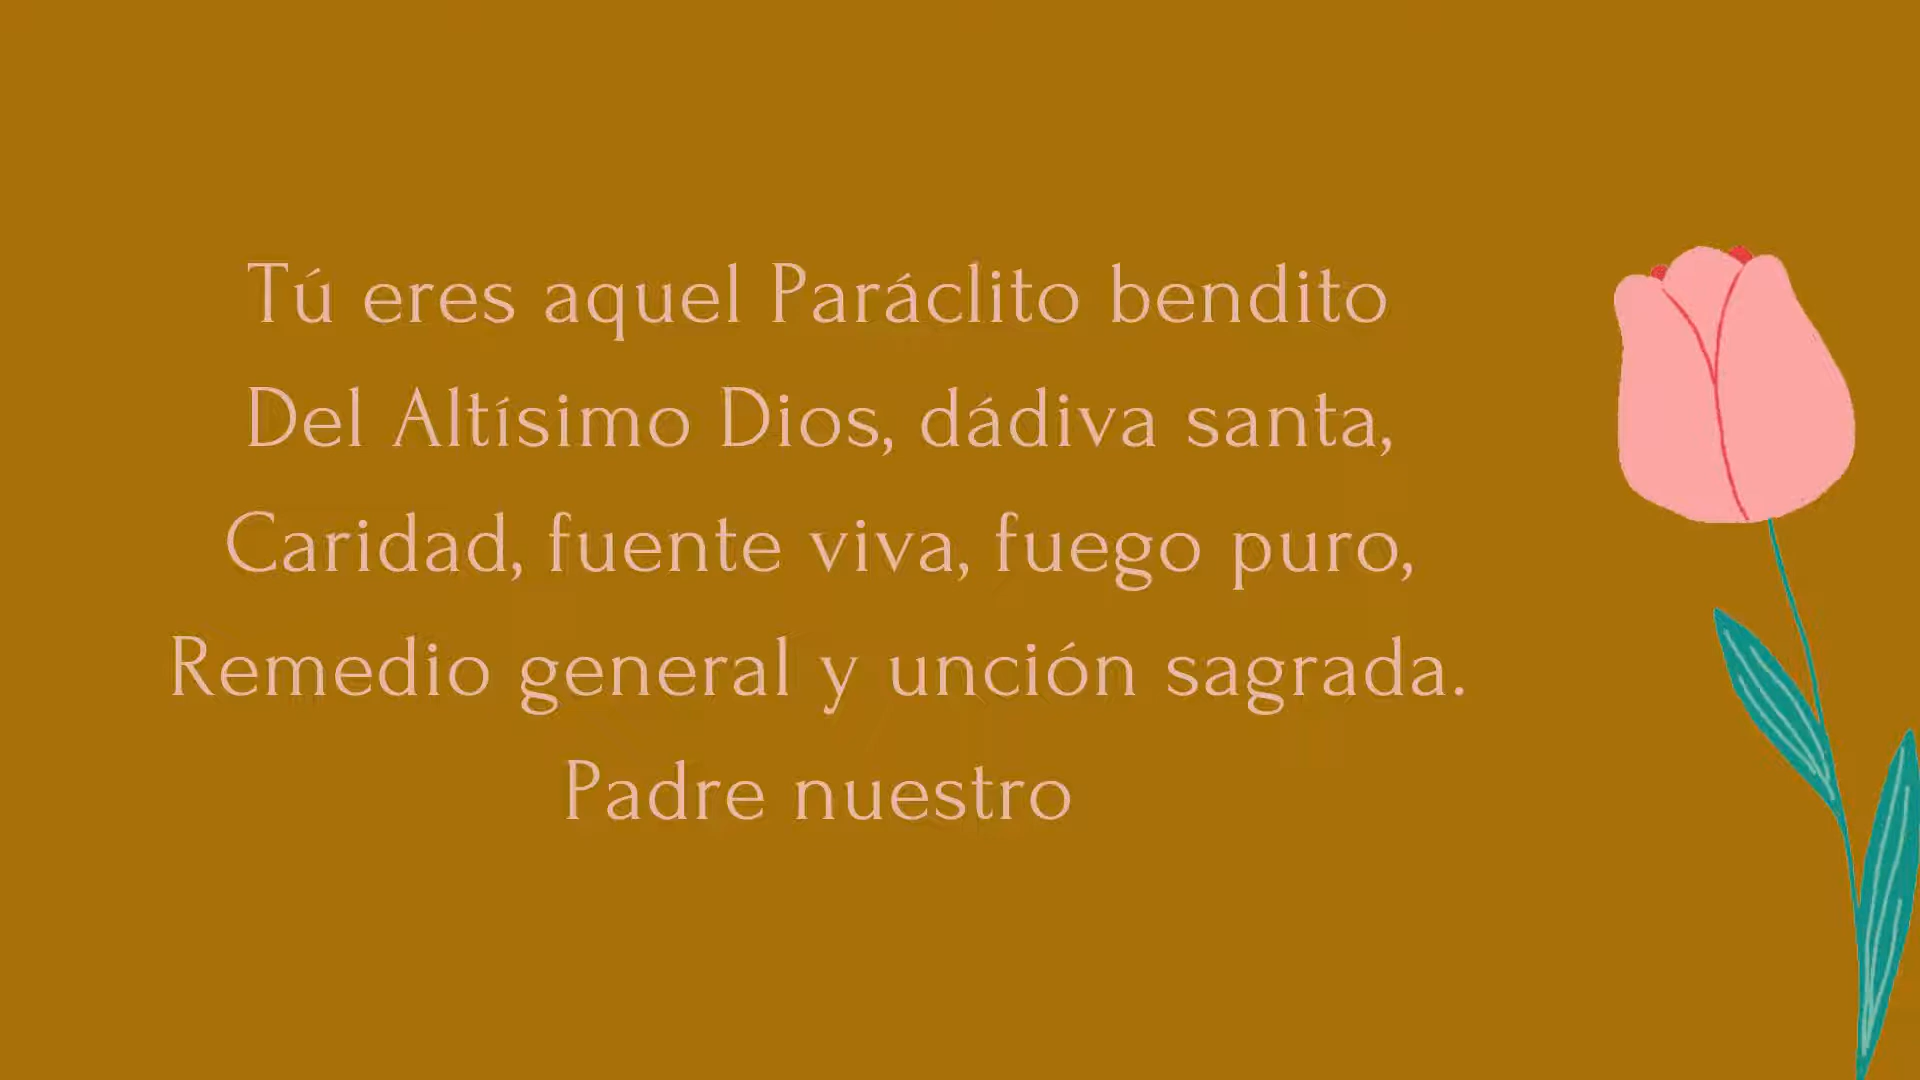 Tú eres aquel Paráclito bendito
Del Altísimo Dios, dádiva santa,
Caridad, fuente viva, fuego puro,
Remedio general y unción sagrada.
Padre nuestro